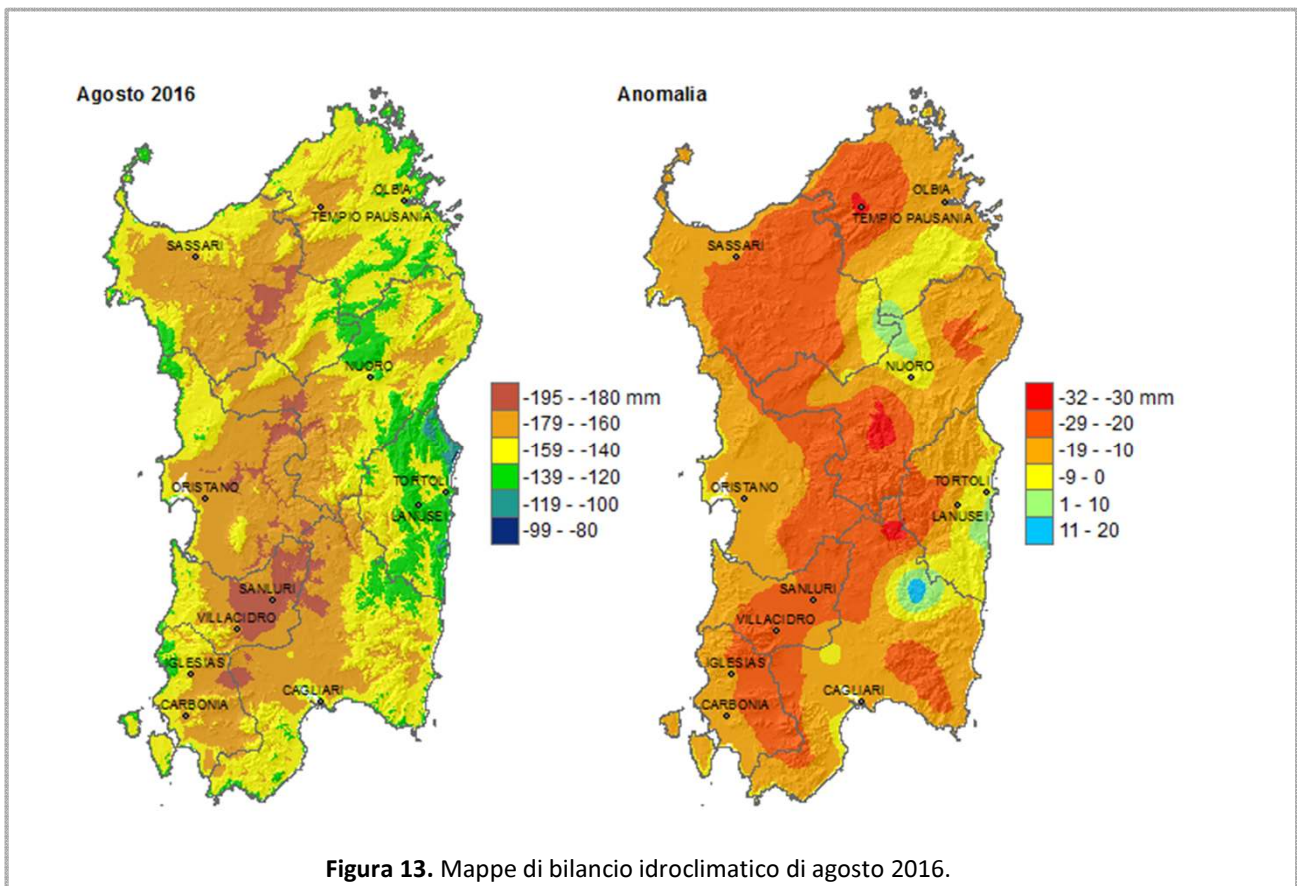 Agosto 2016
OLBIA
TEMPIO PAUSANIA
SASSARI
NUORO
ORISTANO
TORTOLI
LANUSEI
SANLURI
VILLACIDRO
IGLESIAS
CAGLIARI
CARBONIA
-195 - -180 mm
-179 - -160
-159 - -140
-139 - -120
-119 - -100
-99 - -80
Anomalia
OLBIA
TEMPIO PAUSANIA
SASSARI
NUORO
ORISTANO
TORTOLI
LANUSEI
SANLURI
VILLACIDRO
IGLESIAS
CAGLIARI
CARBONIA
-32 - -30 mm
-29 - -20
-19 - -10
-9 - 0
1 - 10
11 - 20
Figura 13. Mappe di bilancio idroclimatico di agosto 2016.